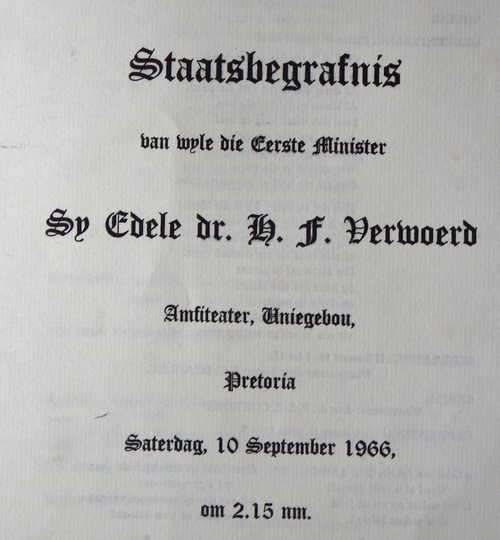 Staatsbegrafnis
van wyle die Eerste Minister
Sy Edele dr. H. F. Verwoerd
Amfiteater, Uniegebou,
Pretoria
Saterdag, 10 September 1966,
om 2.15 nm.